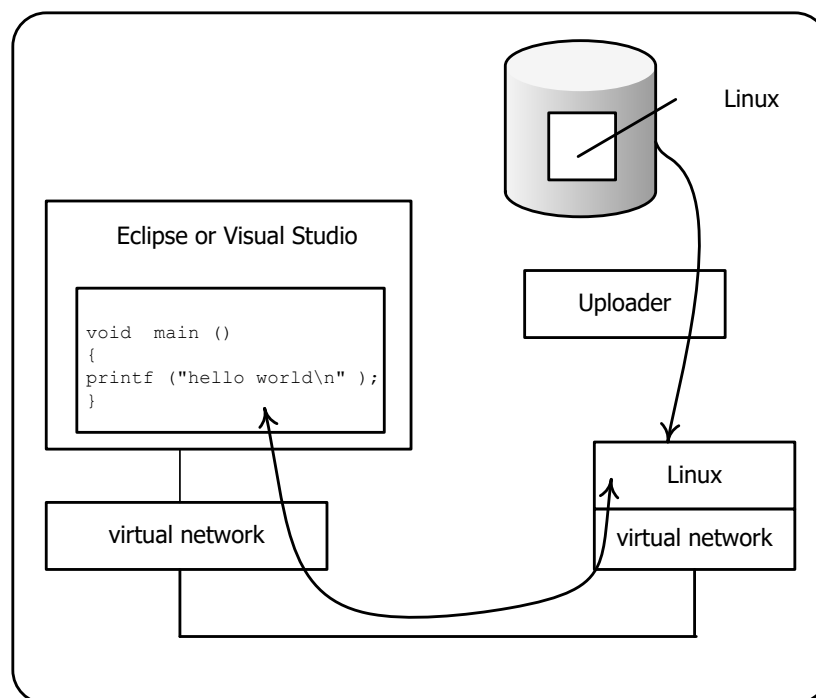 Linux
Eclipse or Visual Studio
Uploader
void main ()
{
printf ("hello world\n" );
}
Linux
virtual network
virtual network